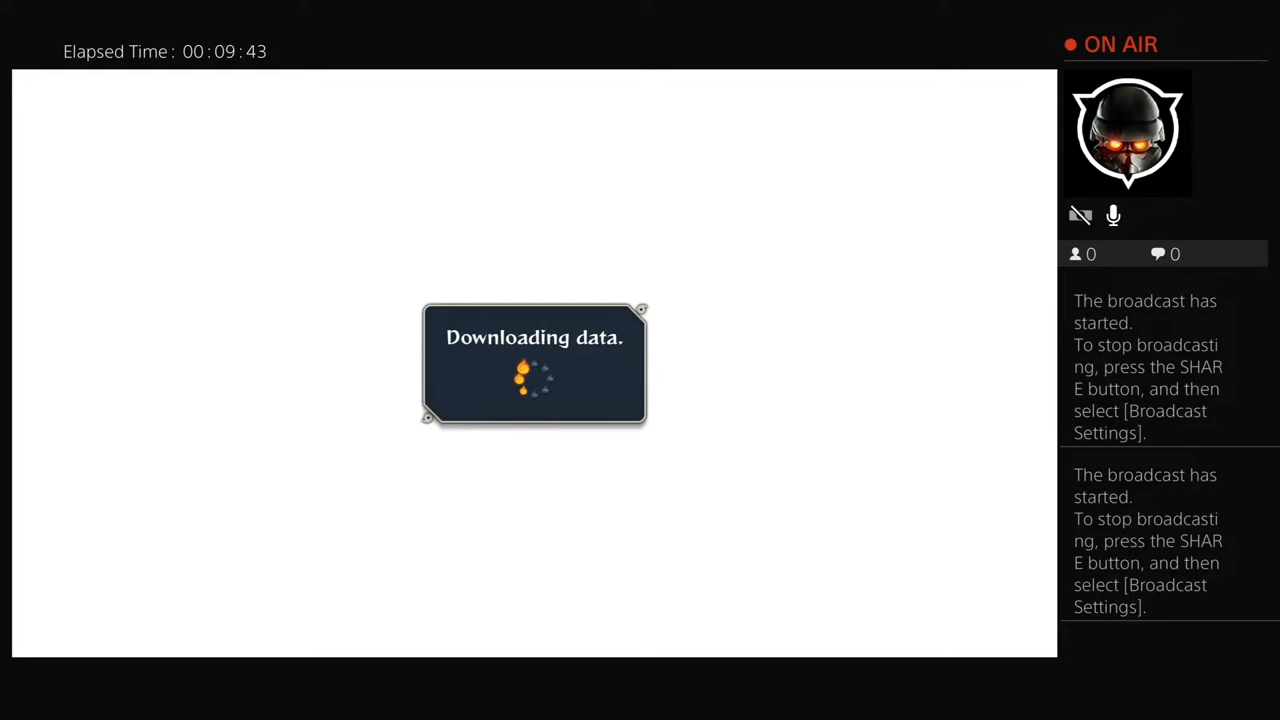 Elapsed Time : 00 : 09 : 43
ON AIR
Downloading data.
0
0
The broadcast has
started.
To stop broadcasti
ng, press the SHAR
E button, and then
select [Broadcast
Settings].
The broadcast has
started.
To stop broadcasti
ng, press the SHAR
E button, and then
select [Broadcast
Settings].